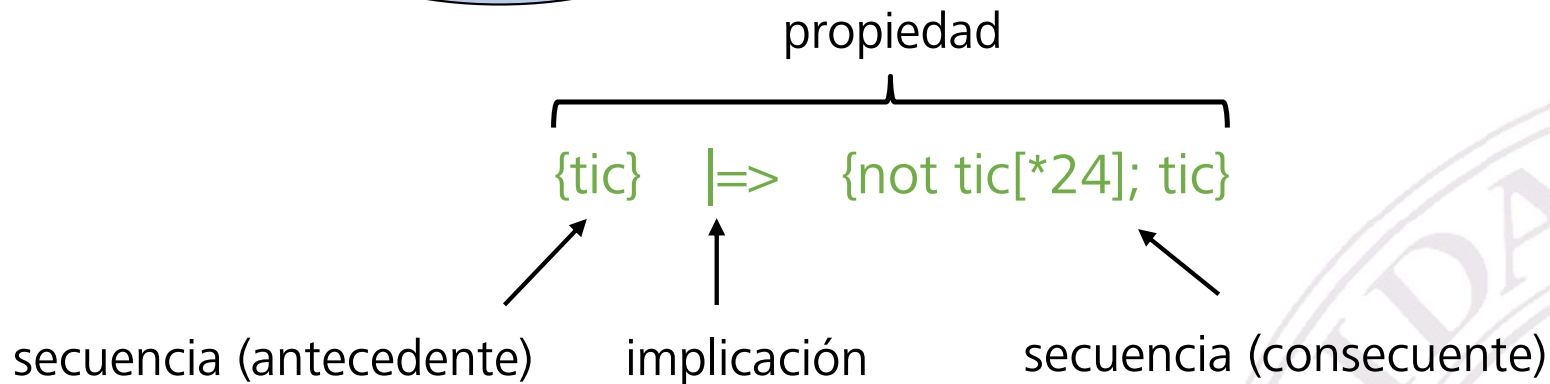 propiedad
{tic} |=> {not tic[*24]; tic}
secuencia (antecedente) implicación secuencia (consecuente)